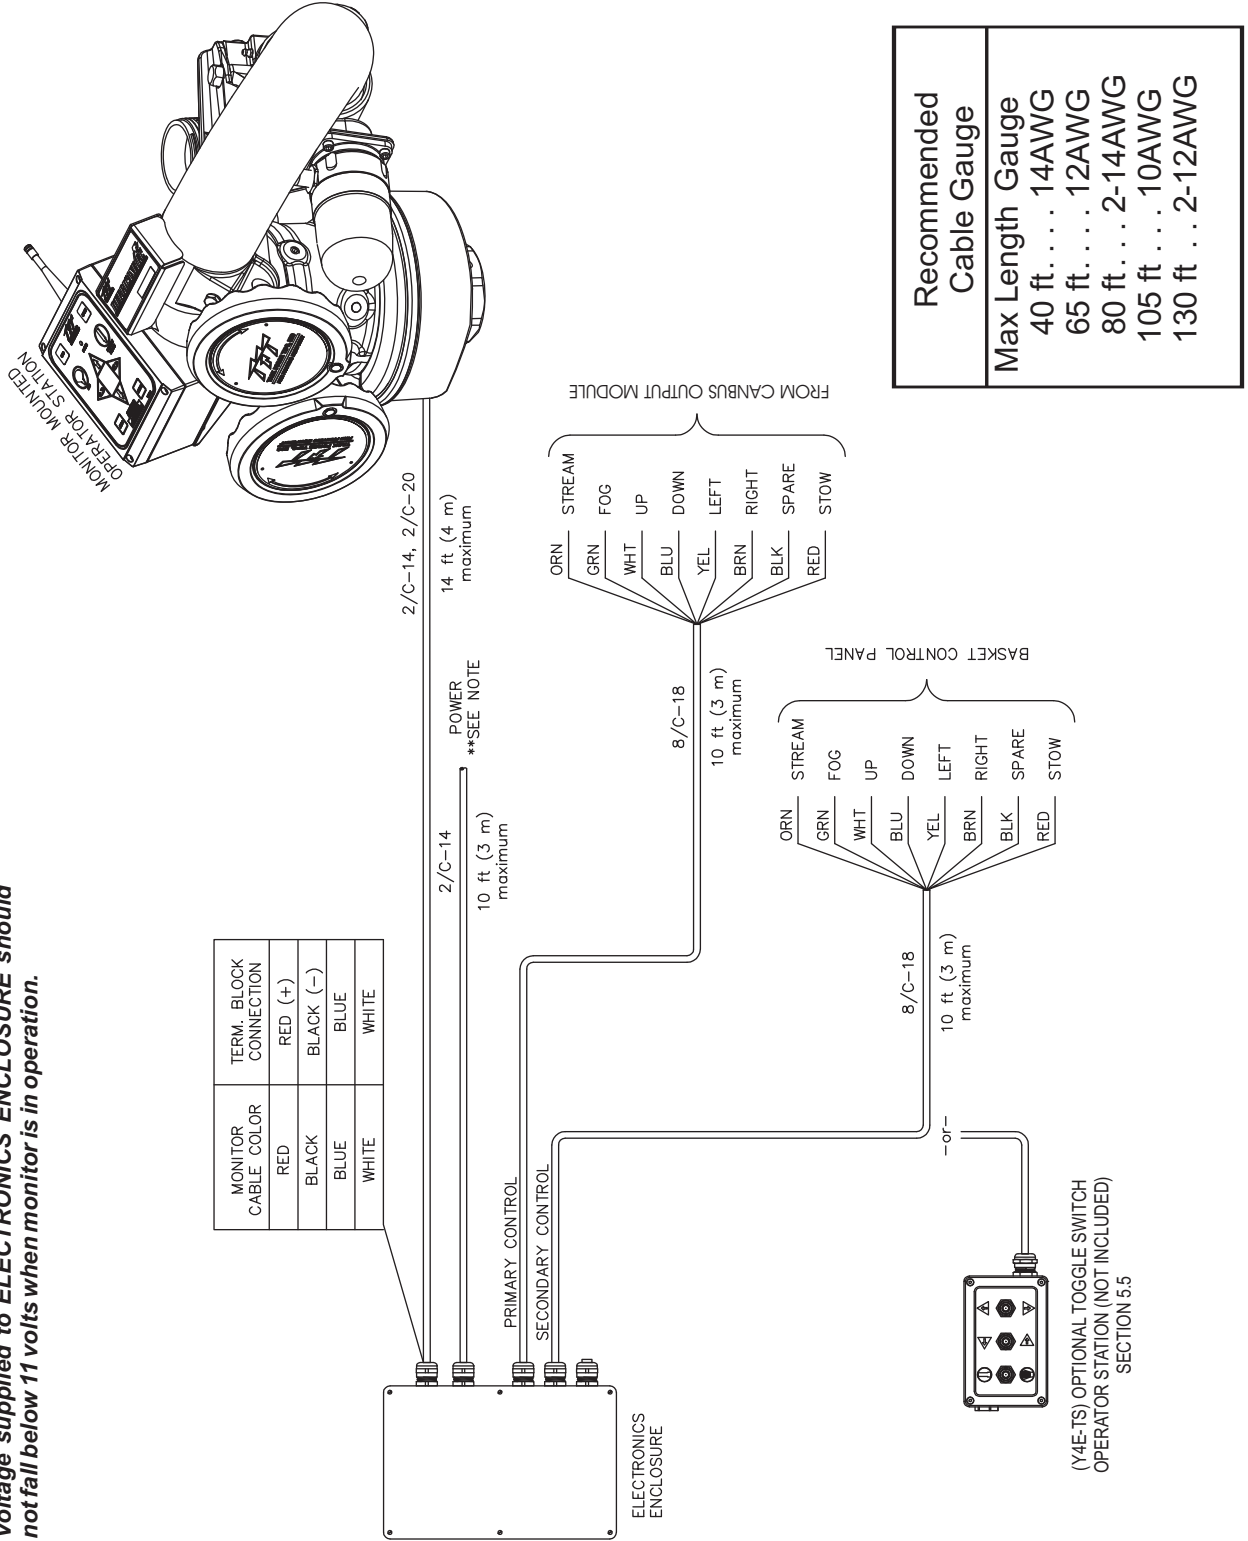 voltage supplied to ELECTRONICS ENCLOSURE should
not fall below 11 volts when monitor is in operation.
MONITOR MOUNTED
OPERATOR STATION
MONITOR
CABLE COLOR
TERM. BLOCK
CONNECTION
RED
RED (+)
BLACK
BLACK (−)
BLUE
BLUE
WHITE
WHITE
2/C−14, 2/C−20
14 ft (4 m)
maximum
2/C−14
10 ft (3 m)
maximum
POWER
**SEE NOTE
PRIMARY CONTROL
8/C−18
10 ft (3 m)
maximum
ORN STREAM
GRN FOG
WHT UP
BLU DOWN
YEL LEFT
BRN RIGHT
BLK SPARE
RED STOW
FROM CANBUS OUTPUT MODULE
SECONDARY CONTROL
8/C−18
10 ft (3 m)
maximum
ORN STREAM
GRN FOG
WHT UP
BLU DOWN
YEL LEFT
BRN RIGHT
BLK SPARE
RED STOW
BASKET CONTROL PANEL
−or−
ELECTRONICS
ENCLOSURE
(Y4E-TS) OPTIONAL TOGGLE SWITCH
OPERATOR STATION (NOT INCLUDED)
SECTION 5.5
Recommended
Cable Gauge
Max Length Gauge
40 ft. . . . 14AWG
65 ft. . . . 12AWG
80 ft. . . 2-14AWG
105 ft . . . 10AWG
130 ft . . 2-12AWG